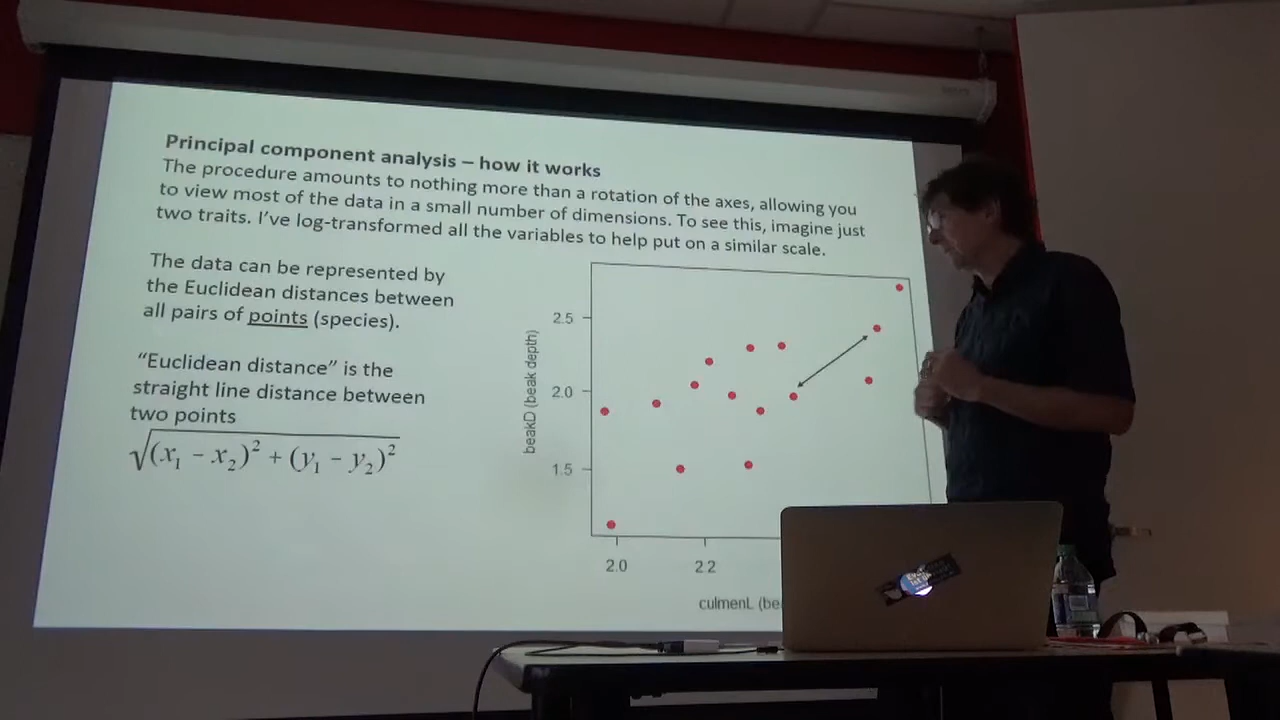 Principal component analysis – how it works
The procedure amounts to nothing more than a rotation of the axes, allowing you
to view most of the data in a small number of dimensions. To see this, imagine just
two traits. I’ve log-transformed all the variables to help put on a similar scale.
The data can be represented by
the Euclidean distances between
all pairs of points (species).
“Euclidean distance” is the
straight line distance between
two points
√(x₁ - x₂)² + (y₁ - y₂)²
beakD (beak depth)
2.5
2.0
1.5
2.0 2.2
culmenL (be